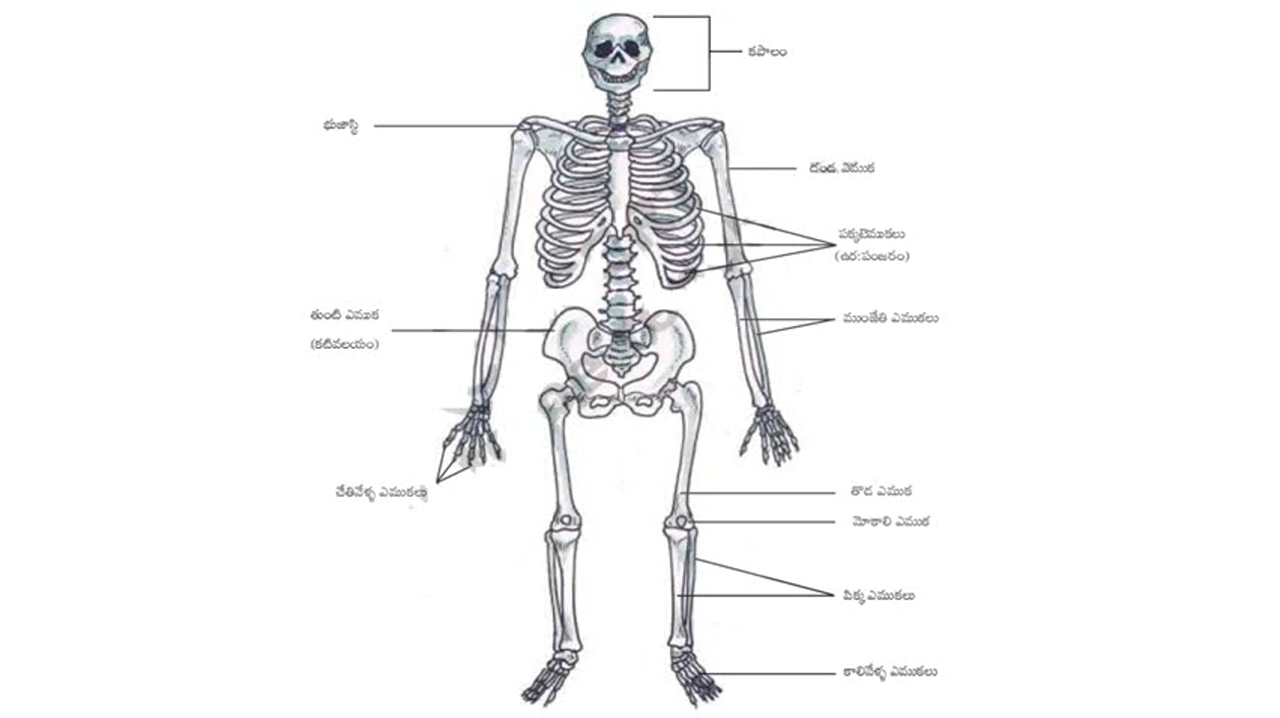 కపాలం
భుజాస్థి
దండ ఎముక
పక్కటెముకలు
(ఉర:పంజరం)
తుంటి ఎముక
(కటివలయం)
ముంజేతి ఎముకలు
చేతివేళ్ళ ఎముకలు
తొడ ఎముక
మోకాలి ఎముక
పిక్క ఎముకలు
కాలివేళ్ళ ఎముకలు